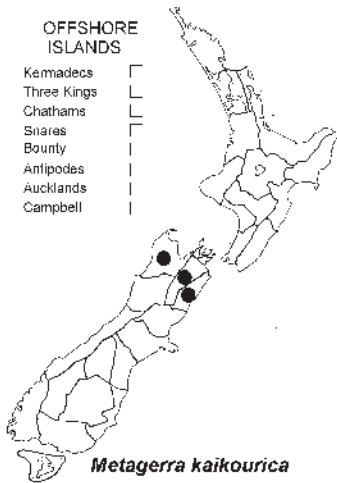 OFFSHORE
ISLANDS
Kermadecs
Three Kings
Chathams
Snares
Bounty
Antipodes
Aucklands
Campbell
Metagerra kaikourica